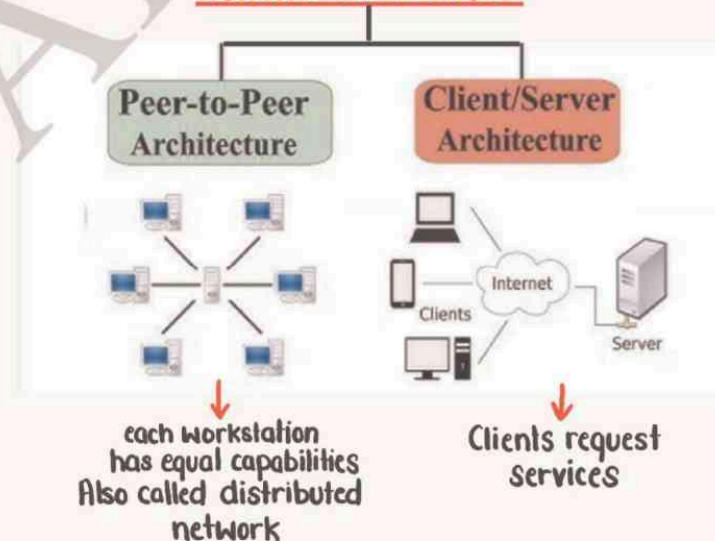 Peer-to-Peer
Architecture
Client/Server
Architecture
Internet
Clients
Server
each workstation
has equal capabilities
Also called distributed
network
Clients request
services